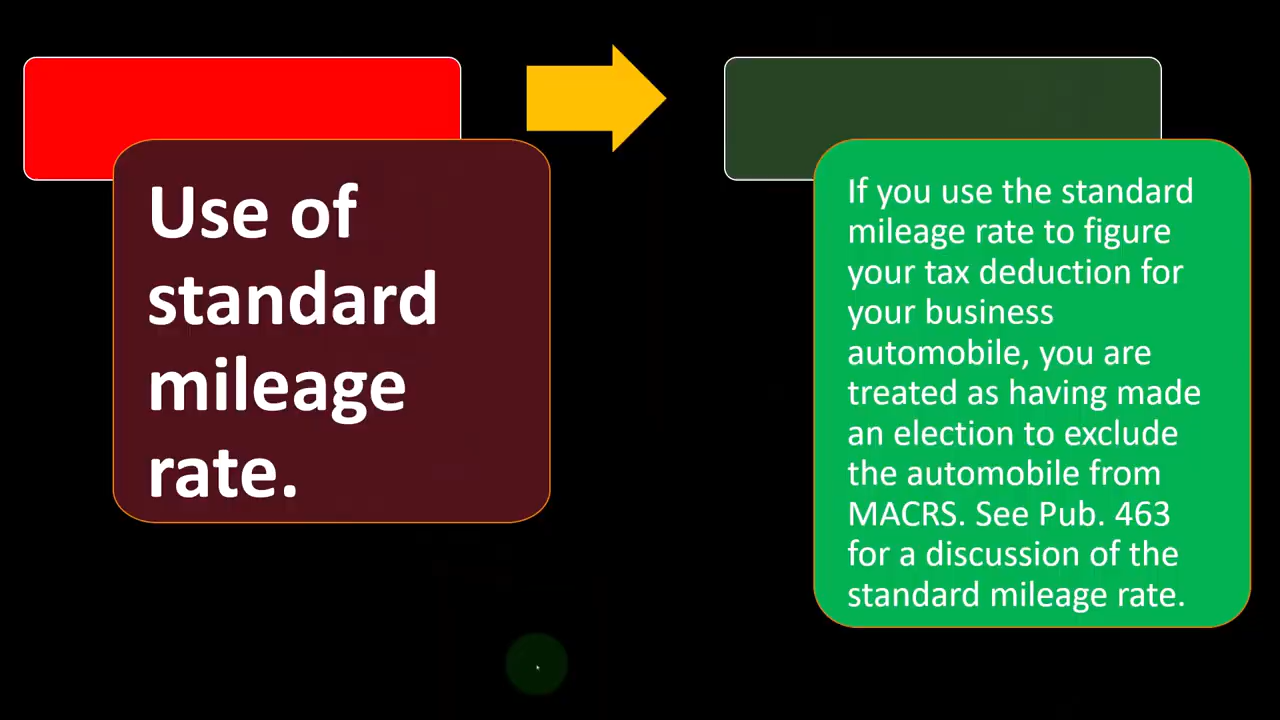 Use of
standard
mileage
rate.
If you use the standard
mileage rate to figure
your tax deduction for
your business
automobile, you are
treated as having made
an election to exclude
the automobile from
MACRS. See Pub. 463
for a discussion of the
standard mileage rate.